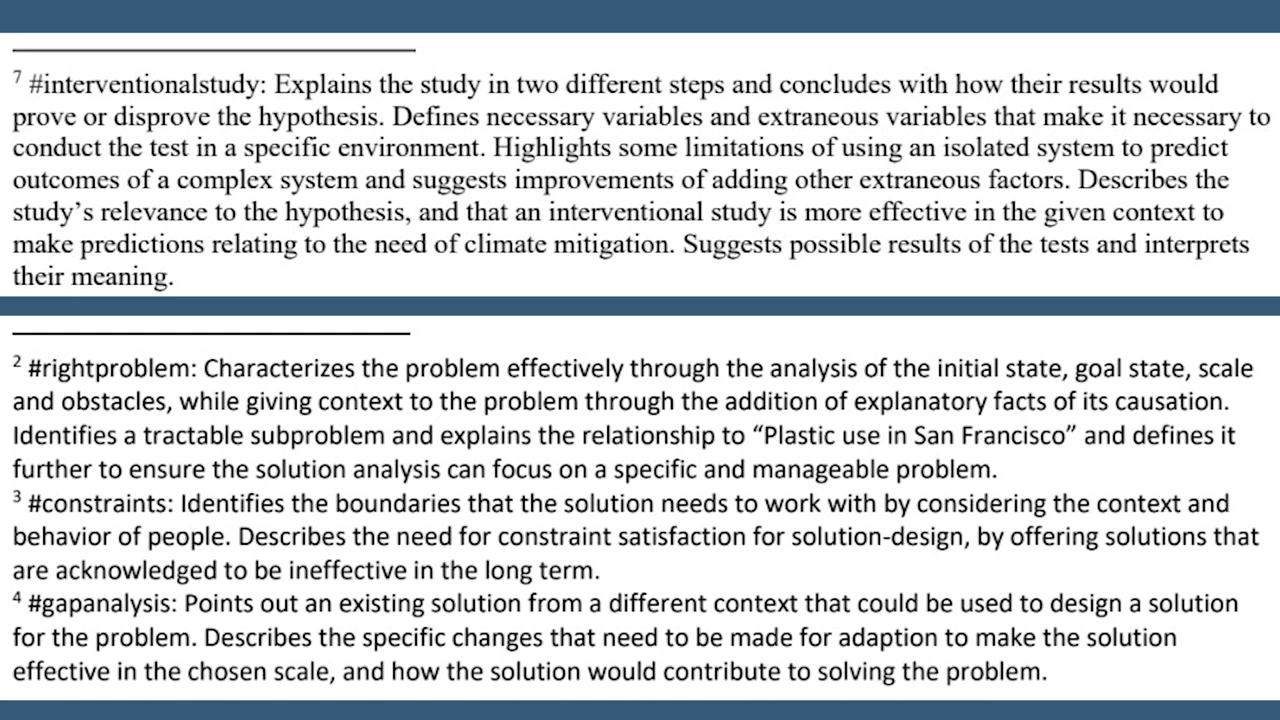 7 #interventionalstudy: Explains the study in two different steps and concludes with how their results would
prove or disprove the hypothesis. Defines necessary variables and extraneous variables that make it necessary to
conduct the test in a specific environment. Highlights some limitations of using an isolated system to predict
outcomes of a complex system and suggests improvements of adding other extraneous factors. Describes the
study’s relevance to the hypothesis, and that an interventional study is more effective in the given context to
make predictions relating to the need of climate mitigation. Suggests possible results of the tests and interprets
their meaning.
2 #rightproblem: Characterizes the problem effectively through the analysis of the initial state, goal state, scale
and obstacles, while giving context to the problem through the addition of explanatory facts of its causation.
Identifies a tractable subproblem and explains the relationship to “Plastic use in San Francisco” and defines it
further to ensure the solution analysis can focus on a specific and manageable problem.
3 #constraints: Identifies the boundaries that the solution needs to work with by considering the context and
behavior of people. Describes the need for constraint satisfaction for solution-design, by offering solutions that
are acknowledged to be ineffective in the long term.
4 #gapanalysis: Points out an existing solution from a different context that could be used to design a solution
for the problem. Describes the specific changes that need to be made for adaption to make the solution
effective in the chosen scale, and how the solution would contribute to solving the problem.